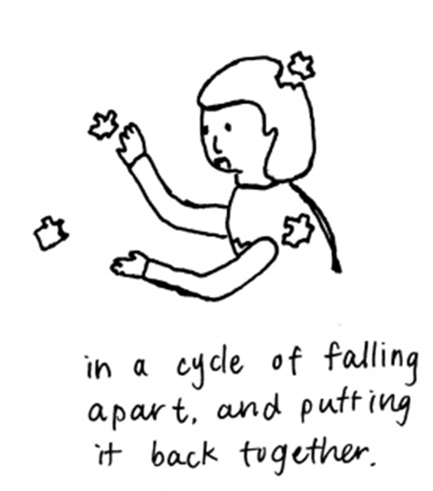 in a cycle of falling
apart, and putting
it back together.